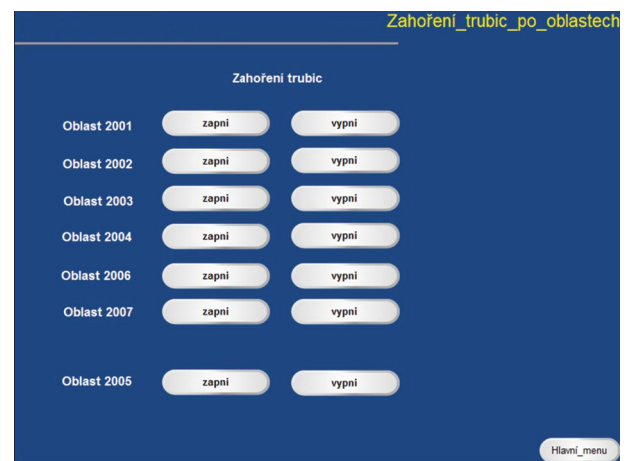 Zahoření_trubic_po_oblastech
Zahoření trubic
Oblast 2001 zapni vypni
Oblast 2002 zapni vypni
Oblast 2003 zapni vypni
Oblast 2004 zapni vypni
Oblast 2006 zapni vypni
Oblast 2007 zapni vypni
Oblast 2005 zapni vypni
Hlavní_menu